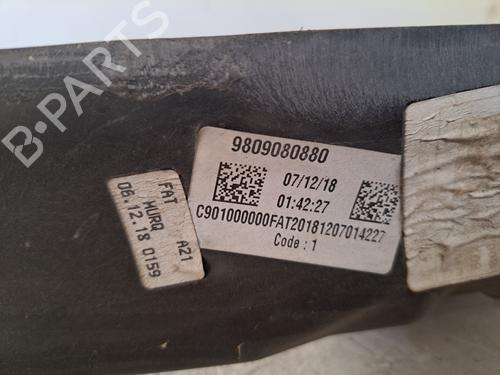 B-PARTS
9809080880
07/12/18
01:42:27
C901000000FAT20181207014227
Code : 1
FAT MURQ A21
06.12.18 0159